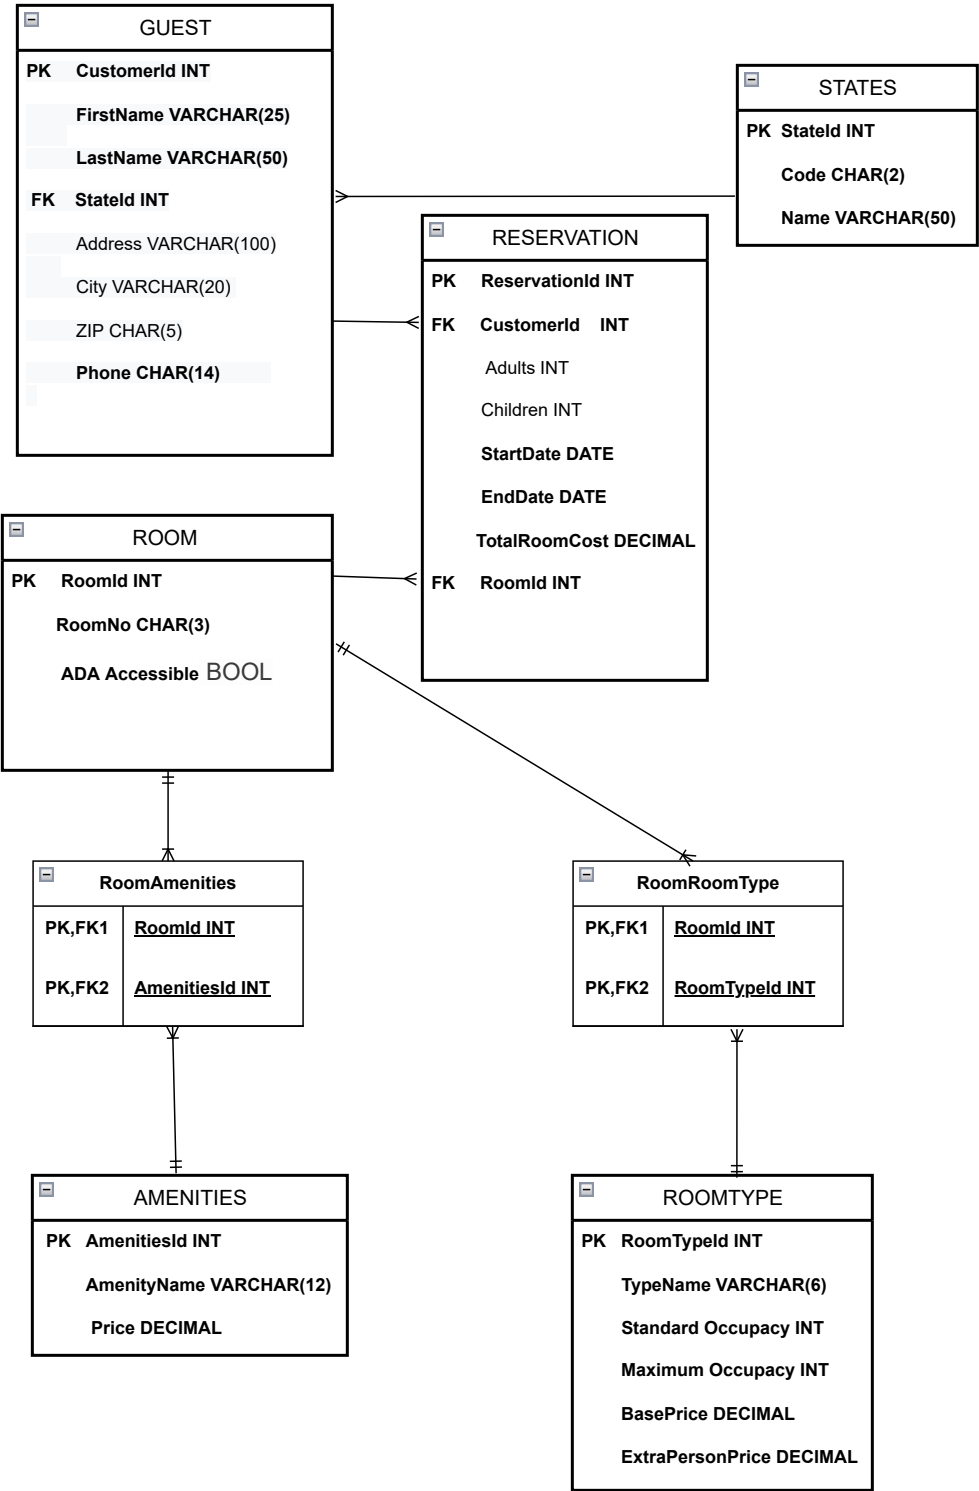 GUEST
PK CustomerId INT
FirstName VARCHAR(25)
LastName VARCHAR(50)
FK StateId INT
Address VARCHAR(100)
City VARCHAR(20)
ZIP CHAR(5)
Phone CHAR(14)
STATES
PK StateId INT
Code CHAR(2)
Name VARCHAR(50)
RESERVATION
PK ReservationId INT
FK CustomerId INT
Adults INT
Children INT
StartDate DATE
EndDate DATE
TotalRoomCost DECIMAL
FK RoomId INT
ROOM
PK RoomId INT
RoomNo CHAR(3)
ADA Accessible BOOL
RoomAmenities
PK,FK1 RoomId INT
PK,FK2 AmenitiesId INT
RoomRoomType
PK,FK1 RoomId INT
PK,FK2 RoomTypeId INT
AMENITIES
PK AmenitiesId INT
AmenityName VARCHAR(12)
Price DECIMAL
ROOMTYPE
PK RoomTypeId INT
TypeName VARCHAR(6)
Standard Occupacy INT
Maximum Occupacy INT
BasePrice DECIMAL
ExtraPersonPrice DECIMAL